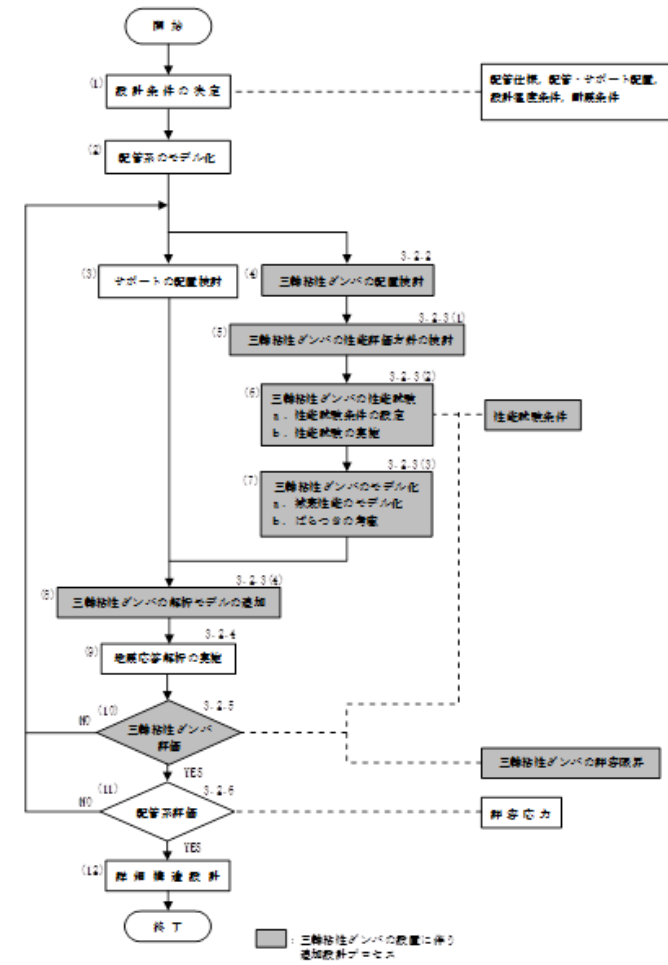 開 始
(1)
設 計 条 件 の 決 定
配管仕様，配管・サポート配置，
設計温度条件，耐震条件
(2)
配管系のモデル化
(3)
サポートの配置検討
3.2.2
(4)
三軸粘性ダンパの配置検討
3.2.3(1)
(5)
三軸粘性ダンパの性能評価方針の検討
3.2.3(2)
(6)
三軸粘性ダンパの性能試験
a．性能試験条件の設定
b．性能試験の実施
性能試験条件
3.2.3(3)
(7)
三軸粘性ダンパのモデル化
a．減衰性能のモデル化
b．ばらつきの考慮
3.2.3(4)
(8)
三軸粘性ダンパの解析モデルの追加
3.2.4
(9)
地震応答解析の実施
NO
(10)
3.2.5
三軸粘性ダンパ
評価
三軸粘性ダンパの許容限界
YES
NO
(11)
3.2.6
配管系評価
許容応力
YES
(12)
詳 細 構 造 設 計
終 了
：三軸粘性ダンパの設置に伴う
追加設計プロセス